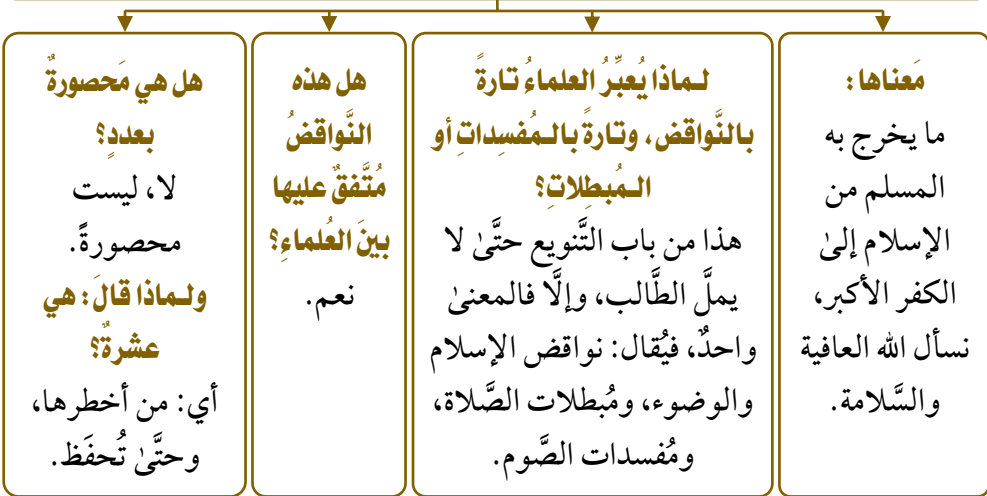 مَعناها:
ما يخرج به
المسلم من
الإسلام إلىٰ
الكفر الأكبر،
نسأل الله العافية
والسَّلامة.
لـماذا يُعبِّرُ العلماءُ تارةً
بالنَّواقض، وتارةً بالـمُفسِداتِ أو
الـمُبطِلاتِ؟
هذا من باب التَّنويع حتَّىٰ لا
يملَّ الطَّالب، وإلَّا فالمعنىٰ
واحدٌ، فيُقال: نواقض الإسلام
والوضوء، ومُبطلات الصَّلاة،
ومُفسدات الصَّوم.
هل هذه
النَّواقضُ
مُتَّفقٌ عليها
بينَ العُلماءِ؟
نعم.
هل هي مَحصورةٌ
بعددٍ؟
لا، ليست
محصورةً.
ولـماذا قالَ: هي
عشرةٌ؟
أي: من أخطرها،
وحتَّىٰ تُحفَظ.